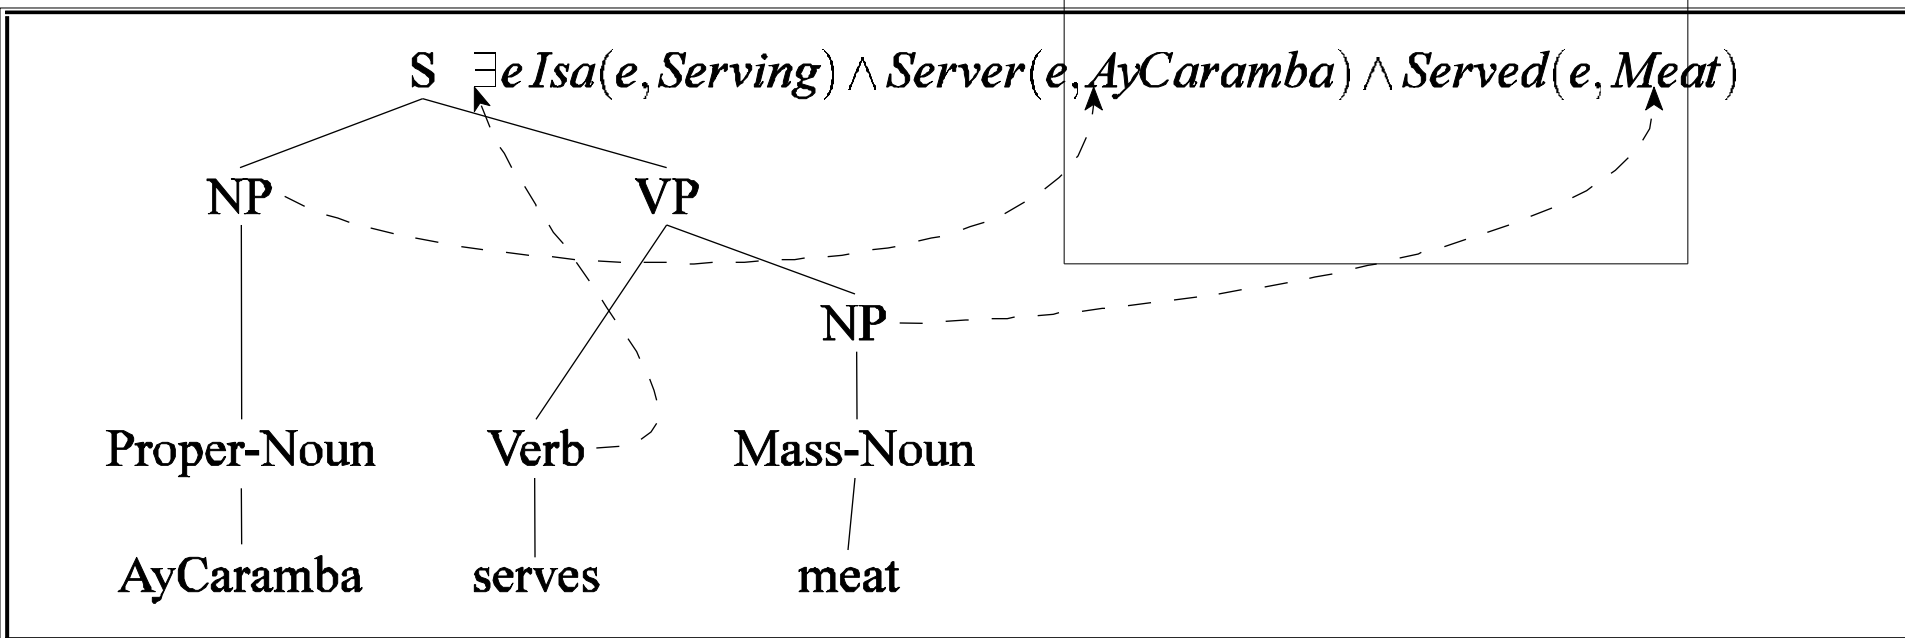 S ∃e Isa(e, Serving) ∧ Server(e, AyCaramba) ∧ Served(e, Meat)
NP VP
NP
Proper-Noun Verb Mass-Noun
AyCaramba serves meat